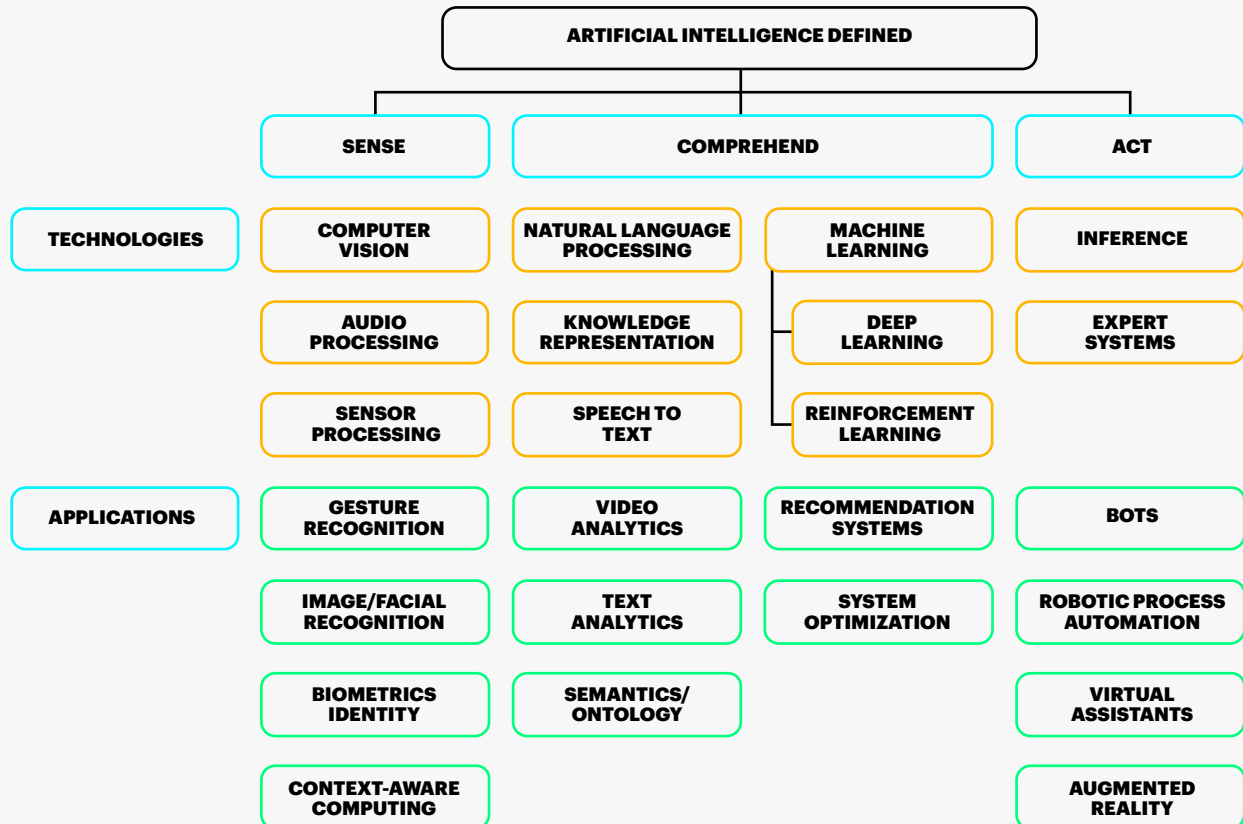 ARTIFICIAL INTELLIGENCE DEFINED
SENSE
COMPREHEND
ACT
TECHNOLOGIES
COMPUTER
VISION
NATURAL LANGUAGE
PROCESSING
MACHINE
LEARNING
INFERENCE
AUDIO
PROCESSING
KNOWLEDGE
REPRESENTATION
DEEP
LEARNING
EXPERT
SYSTEMS
SENSOR
PROCESSING
SPEECH TO
TEXT
REINFORCEMENT
LEARNING
APPLICATIONS
GESTURE
RECOGNITION
VIDEO
ANALYTICS
RECOMMENDATION
SYSTEMS
BOTS
IMAGE/FACIAL
RECOGNITION
TEXT
ANALYTICS
SYSTEM
OPTIMIZATION
ROBOTIC PROCESS
AUTOMATION
BIOMETRICS
IDENTITY
SEMANTICS/
ONTOLOGY
VIRTUAL
ASSISTANTS
CONTEXT-AWARE
COMPUTING
AUGMENTED
REALITY